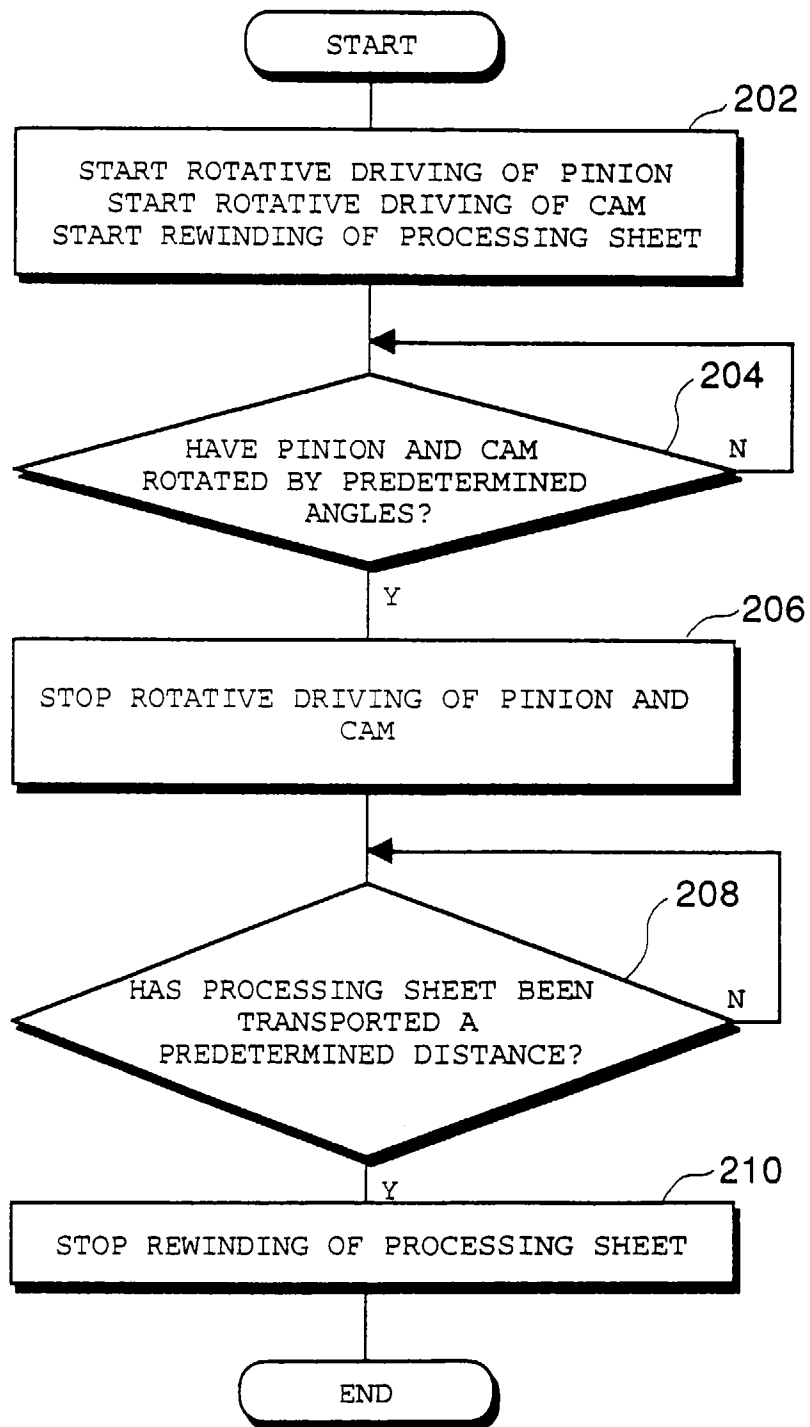 START
202
START ROTATIVE DRIVING OF PINION
START ROTATIVE DRIVING OF CAM
START REWINDING OF PROCESSING SHEET
204
HAVE PINION AND CAM
ROTATED BY PREDETERMINED
ANGLES?
N
Y
206
STOP ROTATIVE DRIVING OF PINION AND
CAM
208
HAS PROCESSING SHEET BEEN
TRANSPORTED A
PREDETERMINED DISTANCE?
N
Y
210
STOP REWINDING OF PROCESSING SHEET
END